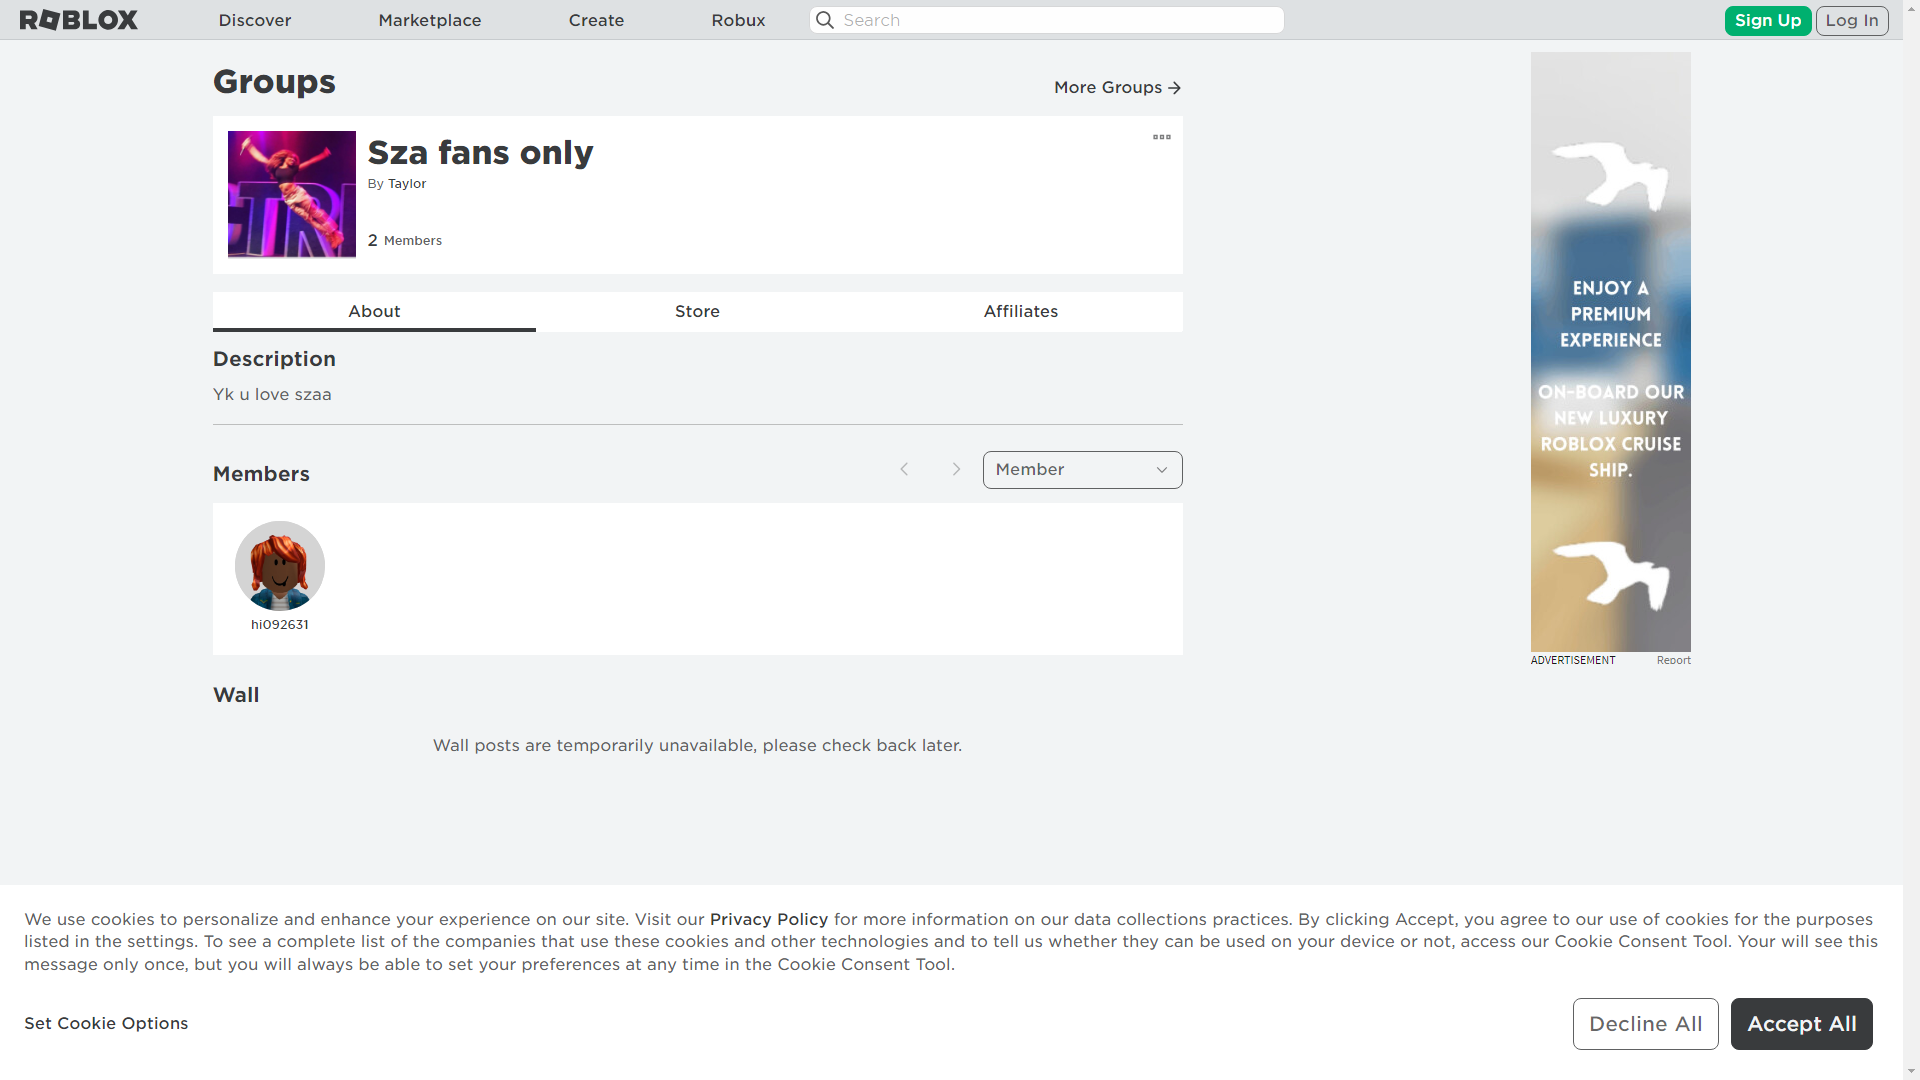 ROBLOX
Discover
Marketplace
Create
Robux
Search
Sign Up
Log In
Groups
More Groups
CTRL
Sza fans only
By Taylor
2 Members
About
Store
Affiliates
Description
Yk u love szaa
Members
Member
hi092631
Wall
Wall posts are temporarily unavailable, please check back later.
ENJOY A
PREMIUM
EXPERIENCE
ON-BOARD OUR
NEW LUXURY
ROBLOX CRUISE
SHIP.
ADVERTISEMENT
Report
We use cookies to personalize and enhance your experience on our site. Visit our Privacy Policy for more information on our data collections practices. By clicking Accept, you agree to our use of cookies for the purposes
listed in the settings. To see a complete list of the companies that use these cookies and other technologies and to tell us whether they can be used on your device or not, access our Cookie Consent Tool. Your will see this
message only once, but you will always be able to set your preferences at any time in the Cookie Consent Tool.
Set Cookie Options
Decline All
Accept All